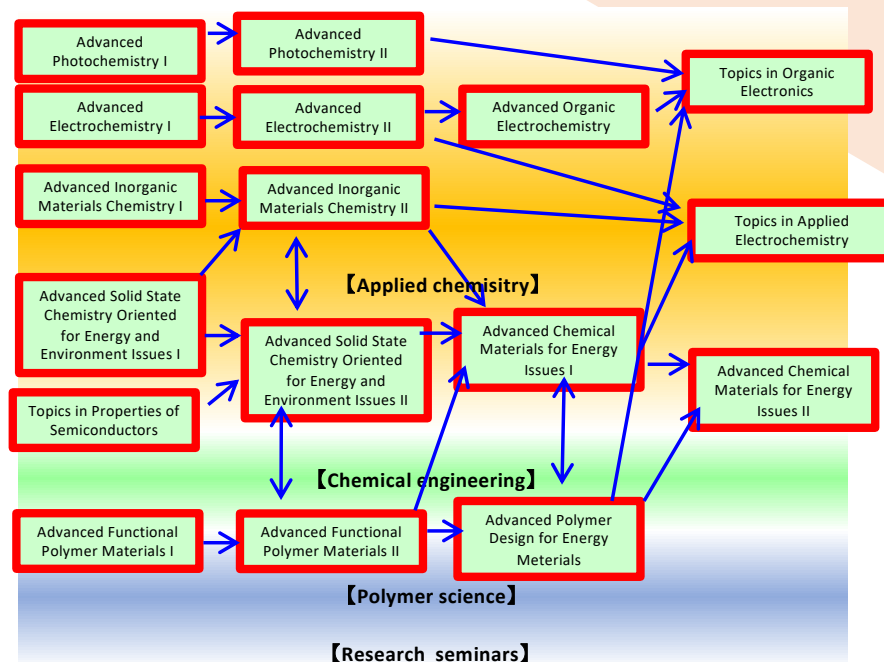 Advanced
Photochemistry I
Advanced
Photochemistry II
Topics in Organic
Electronics
Advanced
Electrochemistry I
Advanced
Electrochemistry II
Advanced Organic
Electrochemistry
Advanced Inorganic
Materials Chemistry I
Advanced Inorganic
Materials Chemistry II
Topics in Applied
Electrochemistry
【Applied chemisitry】
Advanced Solid State
Chemistry Oriented
for Energy and
Environment Issues I
Advanced Solid State
Chemistry Oriented
for Energy and
Environment Issues II
Advanced Chemical
Materials for Energy
Issues I
Advanced Chemical
Materials for Energy
Issues II
Topics in Properties of
Semiconductors
【Chemical engineering】
Advanced Functional
Polymer Materials I
Advanced Functional
Polymer Materials II
Advanced Polymer
Design for Energy
Meterials
【Polymer science】
【Research seminars】